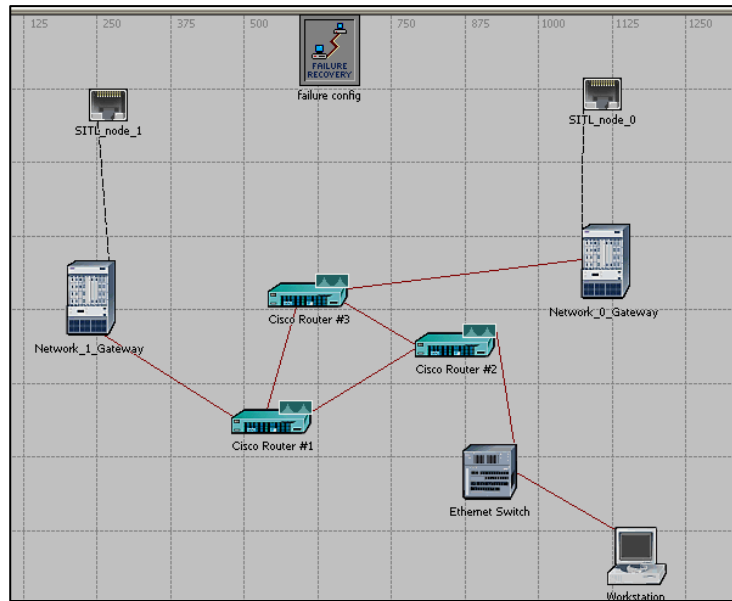 125 250 375 500 750 875 1000 1125 1250
FAILURE
RECOVERY
failure config
SITL_node_1
SITL_node_0
Network_1_Gateway
Cisco Router #3
Network_0_Gateway
Cisco Router #2
Cisco Router #1
Ethernet Switch
Workstation